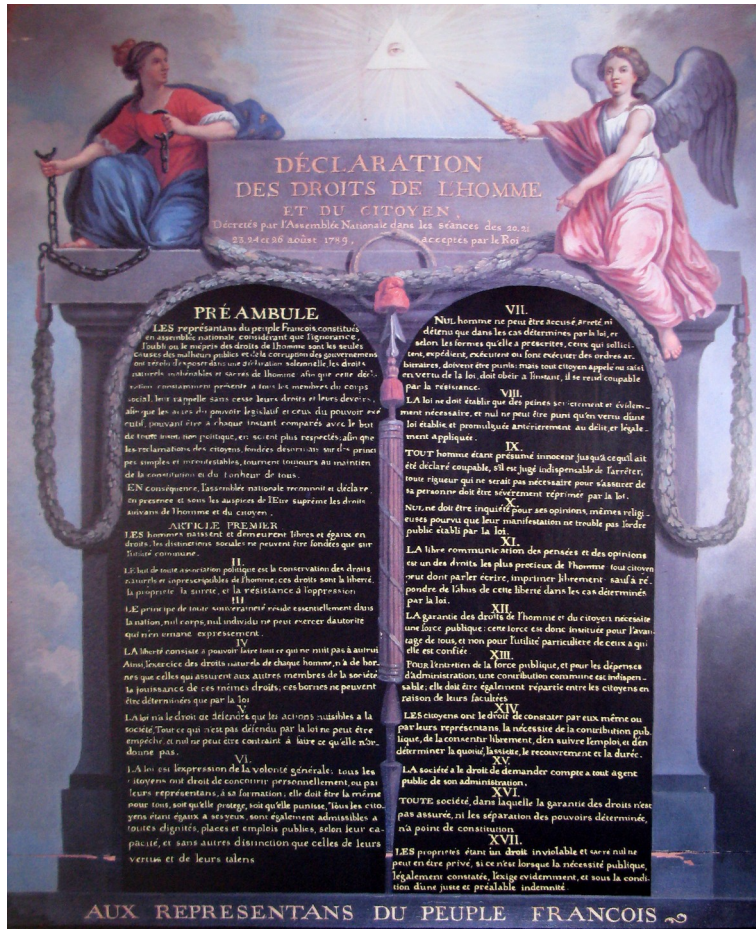 DÉCLARATION
DES DROITS DE L'HOMME
ET DU CITOYEN,
Décretés par l'Assemblée Nationale dans les séances des 20, 21
23, 24 et 26 août 1789, acceptés par le Roi
PRÉAMBULE
LES représantans du peuple François, constitués
en assemblée nationale, considérant que l'ignorance,
l'oubli ou le mépris des droits de l'homme sont les seules
causes des malheurs publics et de la corruption des gouvernemens
ont résolu d'exposer dans une déclaration solemnelle, les droits
naturels inaliénables et sacrés de l'homme afin que cette décla-
ration constamment présente a tous les membres du corps
social, leur rappelle sans cesse leurs droits et leurs devoirs,
afin que les actes du pouvoir legislatif et ceux du pouvoir exé-
cutif, pouvant être a chaque instant comparés avec le but
de toute institution politique, en soient plus respectés; afin que
les reclamations des citoyens, fondées désormais sur des princi-
pes simples et incontestables, tournent toujours au maintien
de la constitution et du bonheur de tous.
EN conséquence, l'assemblée nationale reconnoit et déclare,
en presence et sous les auspices de l'Etre suprême les droits
suivans de l'homme et du citoyen.
ARTICLE PREMIER
LES hommes naissent et demeurent libres et égaux en
droits. les distinctions sociales ne peuvent être fondées que sur
l'utilité commune.
II.
LE but de toute association politique est la conservation des droits
naturels et imprescriptibles de l'homme; ces droits sont la liberté,
la proprieté, la sureté, et la résistance à l'oppression
III
LE principe de toute souveraineté réside essentiellement dans
la nation, nul corps, nul individu ne peut exercer d'autorité
qui n'en emane expressement.
IV
LA liberté consiste a pouvoir faire tout ce qui ne nuit pas à autrui
Ainsi, l'exercice des droits naturels de chaque homme, n'a de bor-
nes que celles qui assurent aux autres membres de la société
la jouissance de ces mêmes droits; ces bornes ne peuvent
être déterminées que par la loi
V.
LA loi n'a le droit de défendre que les actions nuisibles a la
société. Tout ce qui n'est pas défendu par la loi ne peut être
empêché, et nul ne peut être contraint à faire ce qu'elle n'or-
donne pas.
VI.
LA loi est l'expression de la volonté générale; tous les
citoyens ont droit de concourir personnellement, ou par
leurs représentans, à sa formation; elle doit être la même
pour tous, soit qu'elle protege, soit qu'elle punisse, Tous les cito-
yens étant égaux a ses yeux, sont également admissibles a
toutes dignités, places et emplois publics, selon leur ca-
pacité, et sans autres distinction que celles de leurs
vertus et de leurs talens
VII.
NUL homme ne peut être accusé, arreté ni
détenu que dans les cas déterminés par la loi, et
selon les formes qu'elle a prescrites, ceux qui sollici-
tent, expédient, exécutent ou font exécuter des ordres ar-
bitraires, doivent être punis; mais tout citoyen appelé ou saisi
en vertu de la loi, doit obéir a l'instant, il se rend coupable
par la résistance.
VIII.
LA loi ne doit établir que des peines strictement et évidem-
ment nécessaire, et nul ne peut être puni qu'en vertu d'une
loi établie et promulguée antérierement au délit, et légale-
ment appliquée.
IX.
TOUT homme étant présumé innocent jusqu'a ce qu'il ait
été déclaré coupable, s'il est jugé indispensable de l'arrêter,
toute rigueur qui ne serait pas nécessaire pour s'assurer de
sa personne doit être sévèrement réprimée par la loi.
X.
NUL ne doit être inquiété pour ses opinions, mêmes religi-
euses pourvu que leur manifestation ne trouble pas l'ordre
public établi par la loi.
XI.
LA libre communication des pensées et des opinions
est un des droits les plus precieux de l'homme: tout citoyen
peut donc parler écrire, imprimer librement: sauf à ré-
pondre de l'abus de cette liberté dans les cas déterminés
par la loi.
XII.
LA garantie des droits de l'homme et du citoyen nécessite
une force publique: cette force est donc instituée pour l'avan-
tage de tous, et non pour l'utilité particuliere de ceux a qui
elle est confiée.
XIII.
POUR l'entretien de la force publique, et pour les dépenses
d'administration, une contribution commune est indispen-
sable; elle doit être également répartie entre les citoyens en
raison de leurs facultées
XIV.
LES citoyens ont le droit de constater par eux même ou
par leurs représentans, la nécessité de la contribution pub-
lique, de la consentir librement, d'en suivre l'emploi, et d'en
déterminer la quotité, l'assiette, le recouvrement et la durée.
XV.
LA société a le droit de demander compte a tout agent
public de son administration.
XVI.
TOUTE société, dans laquelle la garantie des droits n'est
pas assurée, ni les séparation des pouvoirs déterminée,
n'a point de constitution
XVII.
LES proprietés étant un droit inviolable et sacré nul ne
peut en être privé, si ce n'est lorsque la nécessité publique,
légalement constatée, l'exige evidemment, et sous la condi-
tion d'une juste et préalable indemnité.
AUX REPRESENTANS DU PEUPLE FRANCOIS